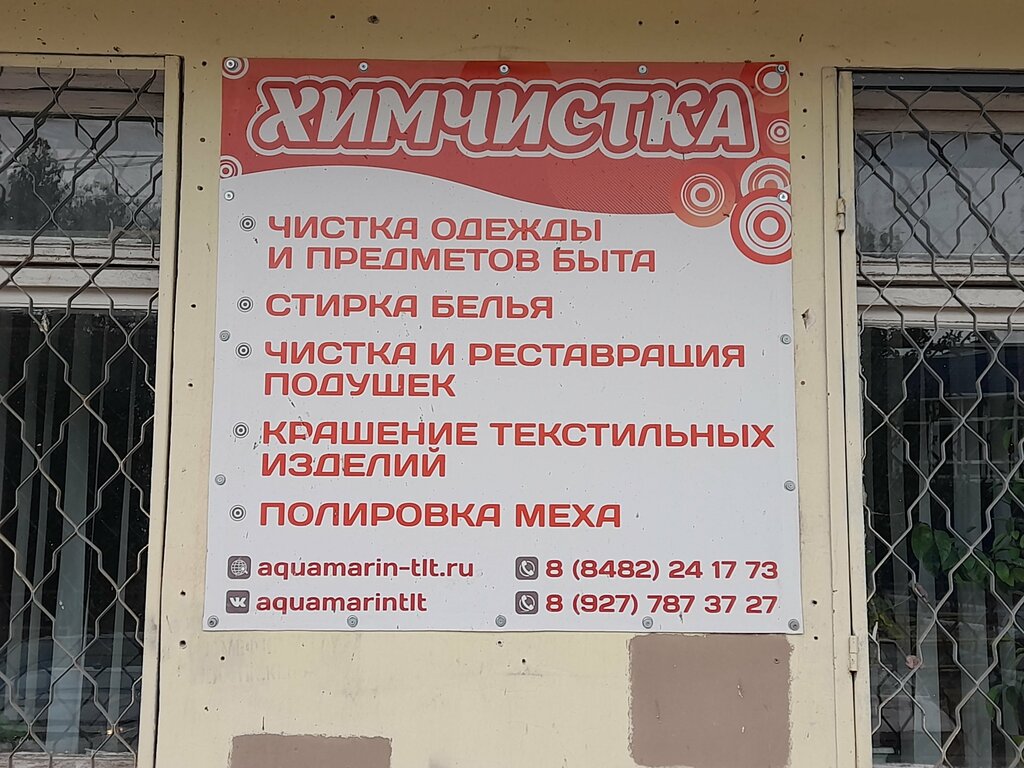 ХИМЧИСТКА
ЧИСТКА ОДЕЖДЫ
И ПРЕДМЕТОВ БЫТА
СТИРКА БЕЛЬЯ
ЧИСТКА И РЕСТАВРАЦИЯ
ПОДУШЕК
КРАШЕНИЕ ТЕКСТИЛЬНЫХ
ИЗДЕЛИЙ
ПОЛИРОВКА МЕХА
aquamarin-tlt.ru
8 (8482) 24 17 73
aquamarintlt
8 (927) 787 37 27